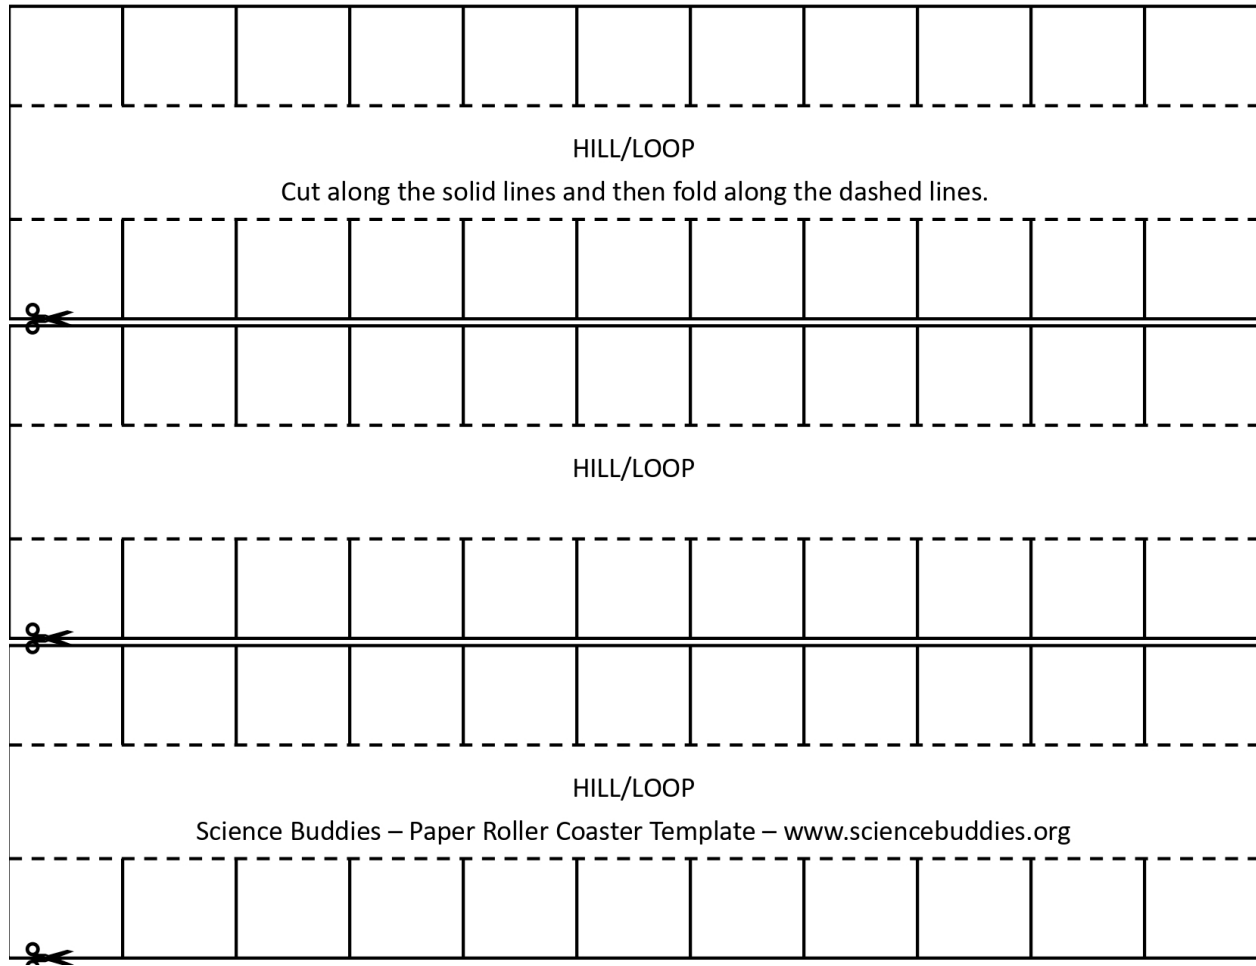 HILL/LOOP
Cut along the solid lines and then fold along the dashed lines.
HILL/LOOP
HILL/LOOP
Science Buddies – Paper Roller Coaster Template – www.sciencebuddies.org